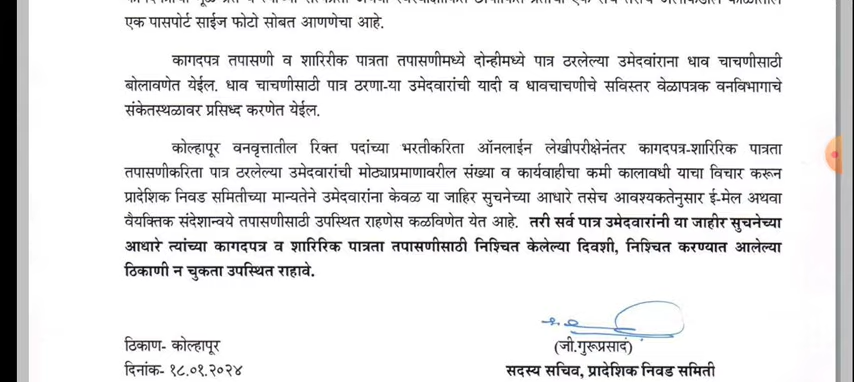 एक पासपोर्ट साईज फोटो सोबत आणणेचा आहे.
कागदपत्र तपासणी व शारिरीक पात्रता तपासणीमध्ये दोन्हीमध्ये पात्र ठरलेल्या उमेदवांराना धाव चाचणीसाठी
बोलावणेत येईल. धाव चाचणीसाठी पात्र ठरणा-या उमेदवारांची यादी व धावचाचणीचे सविस्तर वेळापत्रक वनविभागाचे
संकेतस्थळावर प्रसिध्द करणेत येईल.
कोल्हापूर वनवृत्तातील रिक्त पदांच्या भरतीकरिता ऑनलाईन लेखीपरीक्षेनंतर कागदपत्र-शारिरिक पात्रता
तपासणीकरिता पात्र ठरलेल्या उमेदवारांची मोठ्याप्रमाणावरील संख्या व कार्यवाहीचा कमी कालावधी याचा विचार करून
प्रादेशिक निवड समितीच्या मान्यतेने उमेदवारांना केवळ या जाहिर सुचनेच्या आधारे तसेच आवश्यकतेनुसार ई-मेल अथवा
वैयक्तिक संदेशान्वये तपासणीसाठी उपस्थित राहणेस कळविणेत येत आहे. तरी सर्व पात्र उमेदवारांनी या जाहीर सुचनेच्या
आधारे त्यांच्या कागदपत्र व शारिरिक पात्रता तपासणीसाठी निश्चित केलेल्या दिवशी, निश्चित करण्यात आलेल्या
ठिकाणी न चुकता उपस्थित राहावे.
ठिकाण- कोल्हापूर
(जी.गुरूप्रसाद)
दिनांक- १८.०१.२०२४
सदस्य सचिव, प्रादेशिक निवड समिती